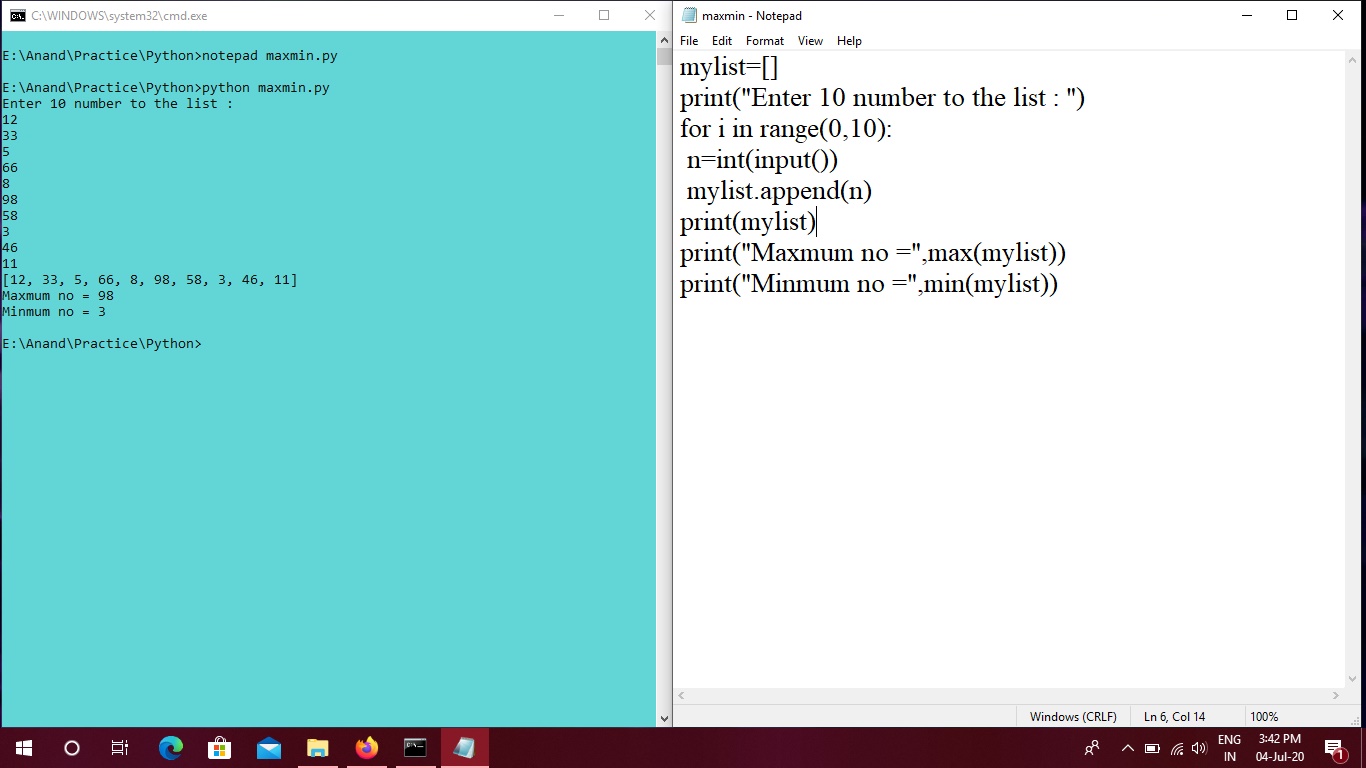 C:\WINDOWS\system32\cmd.exe
E:\Anand\Practice\Python>notepad maxmin.py
E:\Anand\Practice\Python>python maxmin.py
Enter 10 number to the list :
12
33
5
66
8
98
58
3
46
11
[12, 33, 5, 66, 8, 98, 58, 3, 46, 11]
Maxmum no = 98
Minmum no = 3
E:\Anand\Practice\Python>
maxmin - Notepad
File Edit Format View Help
mylist=[]
print("Enter 10 number to the list : ")
for i in range(0,10):
 n=int(input())
 mylist.append(n)
print(mylist)
print("Maxmum no =",max(mylist))
print("Minmum no =",min(mylist))
Windows (CRLF) Ln 6, Col 14 100%
ENG 3:42 PM
IN 04-Jul-20 1